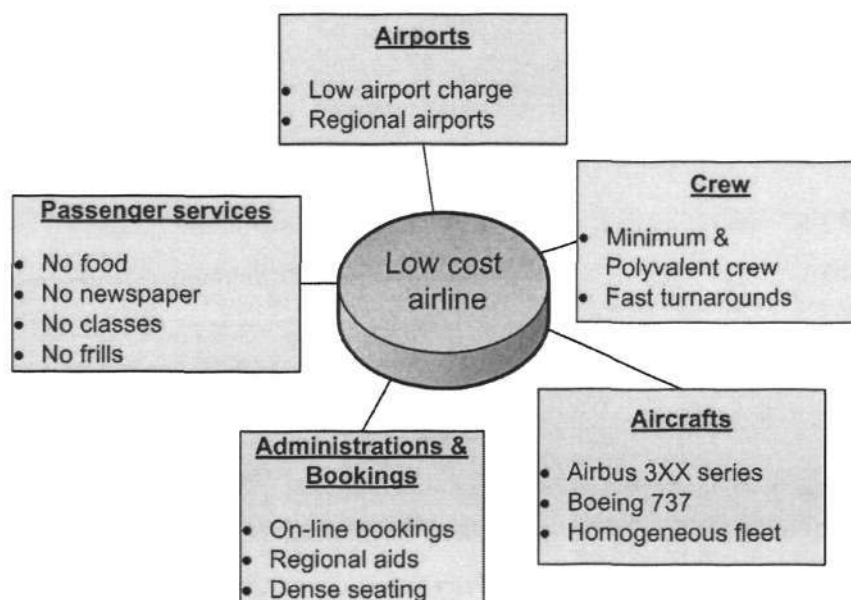 Airports
• Low airport charge
• Regional airports
Crew
• Minimum &
Polyvalent crew
• Fast turnarounds
Passenger services
• No food
• No newspaper
• No classes
• No frills
Low cost
airline
Aircrafts
• Airbus 3XX series
• Boeing 737
• Homogeneous fleet
Administrations &
Bookings
• On-line bookings
• Regional aids
• Dense seating